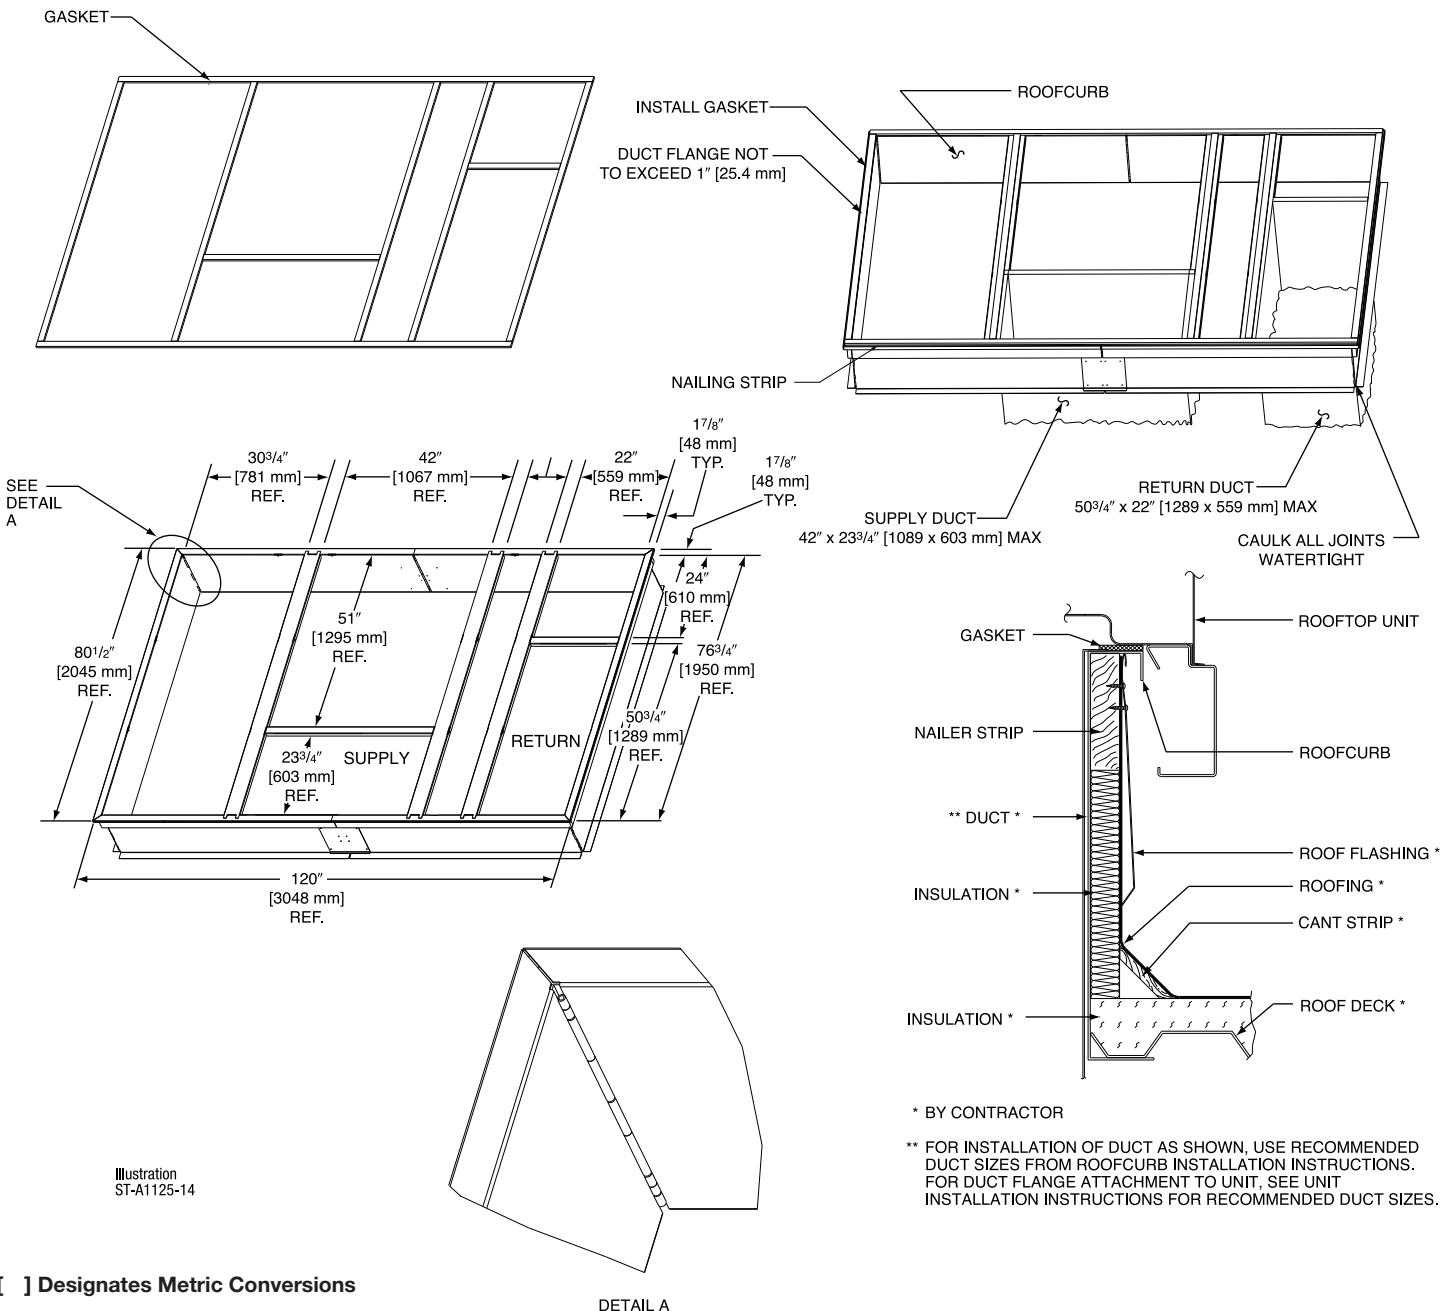 GASKET
INSTALL GASKET
ROOFCURB
DUCT FLANGE NOT
TO EXCEED 1″ [25.4 mm]
NAILING STRIP
SUPPLY DUCT
42″ x 23 3/4″ [1089 x 603 mm] MAX
RETURN DUCT
50 3/4″ x 22″ [1289 x 559 mm] MAX
CAULK ALL JOINTS
WATERTIGHT
SEE
DETAIL
A
30 3/4″
[781 mm]
REF.
42″
[1067 mm]
REF.
22″
[559 mm]
REF.
1 7/8″
[48 mm]
TYP.
1 7/8″
[48 mm]
TYP.
80 1/2″
[2045 mm]
REF.
51″
[1295 mm]
REF.
24″
[610 mm]
REF.
76 3/4″
[1950 mm]
REF.
50 3/4″
[1289 mm]
REF.
23 3/4″
[603 mm]
REF.
SUPPLY
RETURN
120″
[3048 mm]
REF.
GASKET
ROOFTOP UNIT
NAILER STRIP
ROOFCURB
** DUCT *
ROOF FLASHING *
INSULATION *
ROOFING *
CANT STRIP *
INSULATION *
ROOF DECK *
* BY CONTRACTOR
** FOR INSTALLATION OF DUCT AS SHOWN, USE RECOMMENDED
DUCT SIZES FROM ROOFCURB INSTALLATION INSTRUCTIONS.
FOR DUCT FLANGE ATTACHMENT TO UNIT, SEE UNIT
INSTALLATION INSTRUCTIONS FOR RECOMMENDED DUCT SIZES.
Illustration
ST-A1125-14
[ ] Designates Metric Conversions
DETAIL A